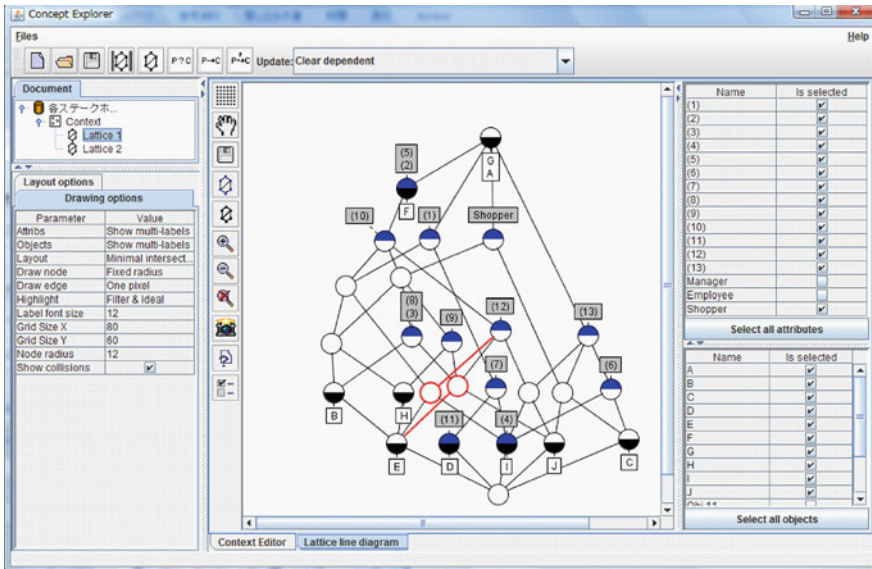 Concept Explorer
Files Help
P?C P→C Update: Clear dependent
Document
各ステークホ...
Context
Lattice 1
Lattice 2
Layout options
Drawing options
Parameter Value
Attribs Show multi-labels
Objects Show multi-labels
Layout Minimal intersect...
Draw node Fixed radius
Draw edge One pixel
Highlight Filter & Ideal
Label font size 12
Grid Size X 80
Grid Size Y 60
Node radius 12
Show collisions
G
A
(5)
(2)
F
(10) (1) Shopper
(8)
(3)
(9) (12) (13)
(7) (6)
B H (11) (4)
E D I J C
Context Editor Lattice line diagram
Name Is selected
(1)
(2)
(3)
(4)
(5)
(6)
(7)
(8)
(9)
(10)
(11)
(12)
(13)
Manager
Employee
Shopper
Select all attributes
Name Is selected
A
B
C
D
E
F
G
H
I
J
Obj 11
Select all objects